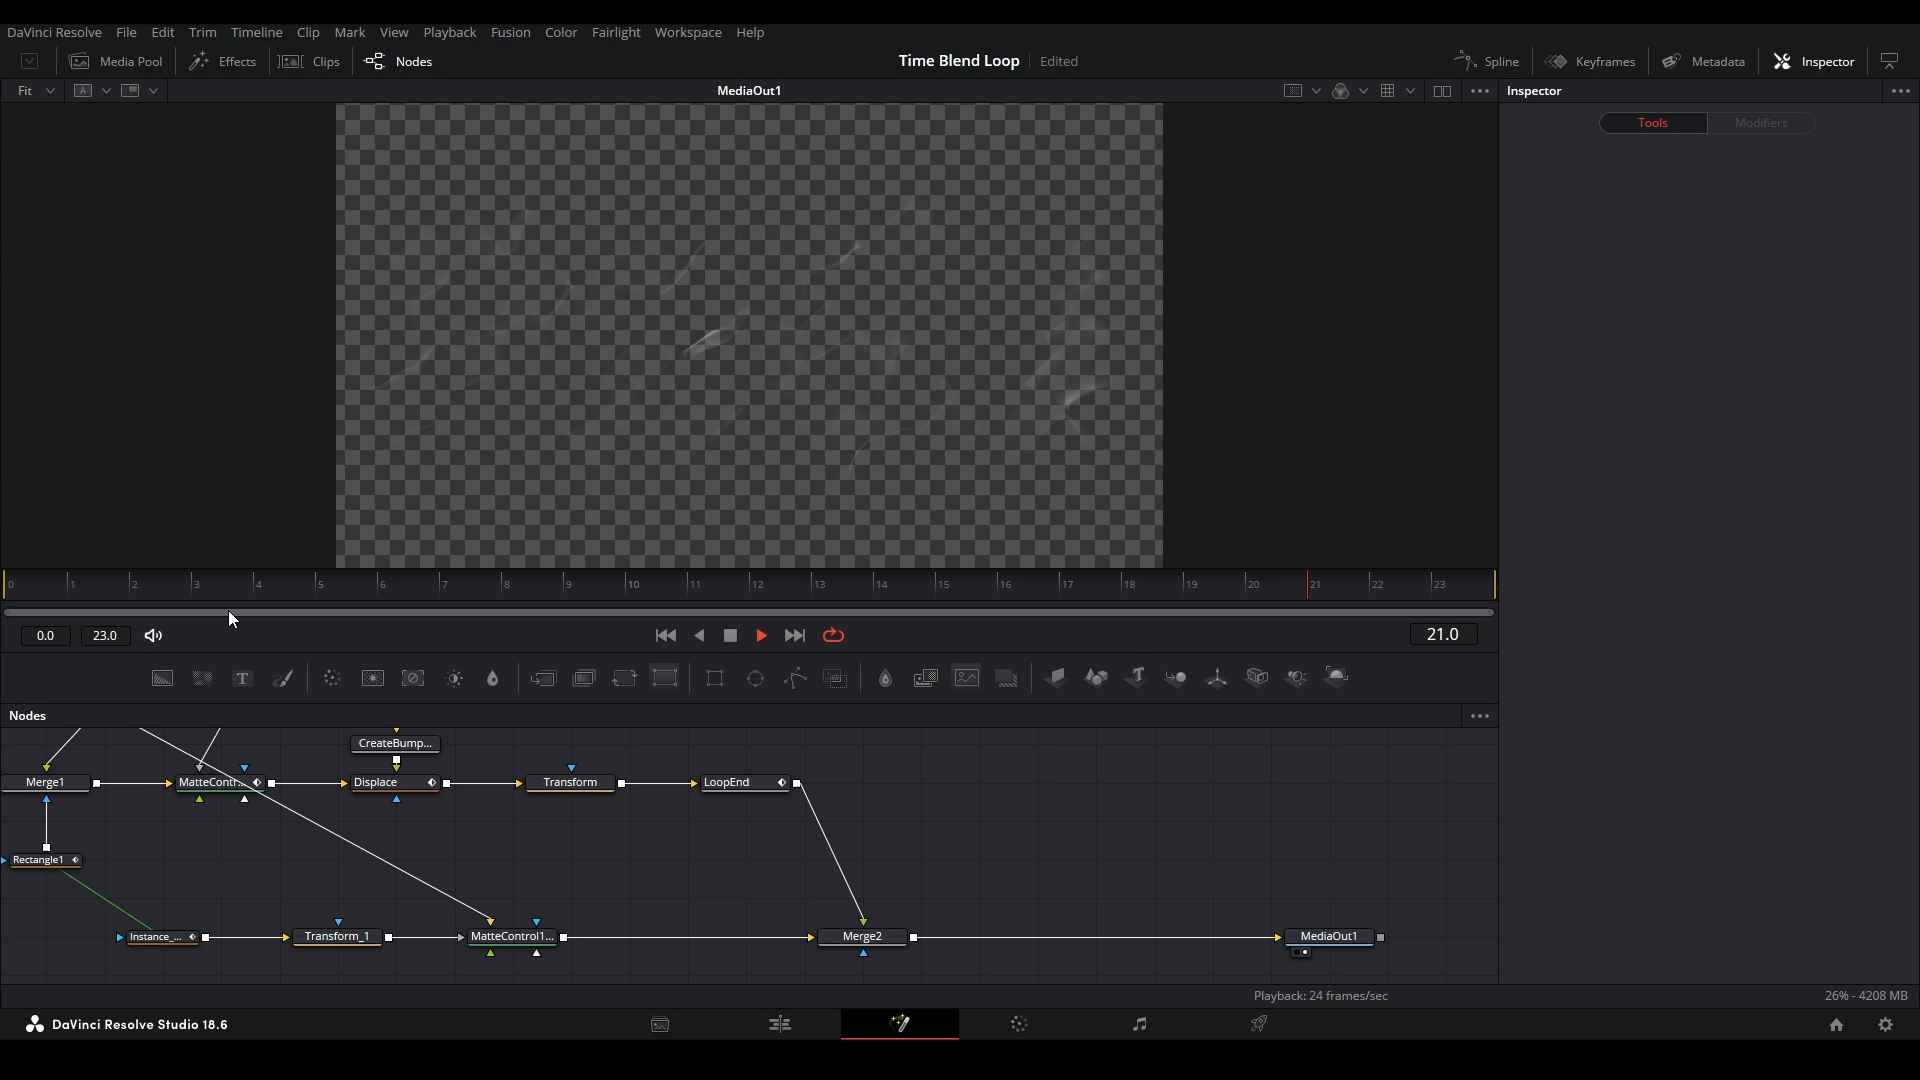 DaVinci Resolve File Edit Trim Timeline Clip Mark View Playback Fusion Color Fairlight Workspace Help
Media Pool Effects Clips Nodes Time Blend Loop Edited Spline Keyframes Metadata Inspector
Fit A MediaOut1 Inspector
Tools Modifiers
0 1 2 3 4 5 6 7 8 9 10 11 12 13 14 15 16 17 18 19 20 21 22 23
0.0 23.0 21.0
T
Nodes
CreateBump...
Merge1 MatteContr... Displace Transform LoopEnd
Rectangle1
Instance_... Transform_1 MatteControl1... Merge2 MediaOut1
Playback: 24 frames/sec 26% - 4208 MB
DaVinci Resolve Studio 18.6